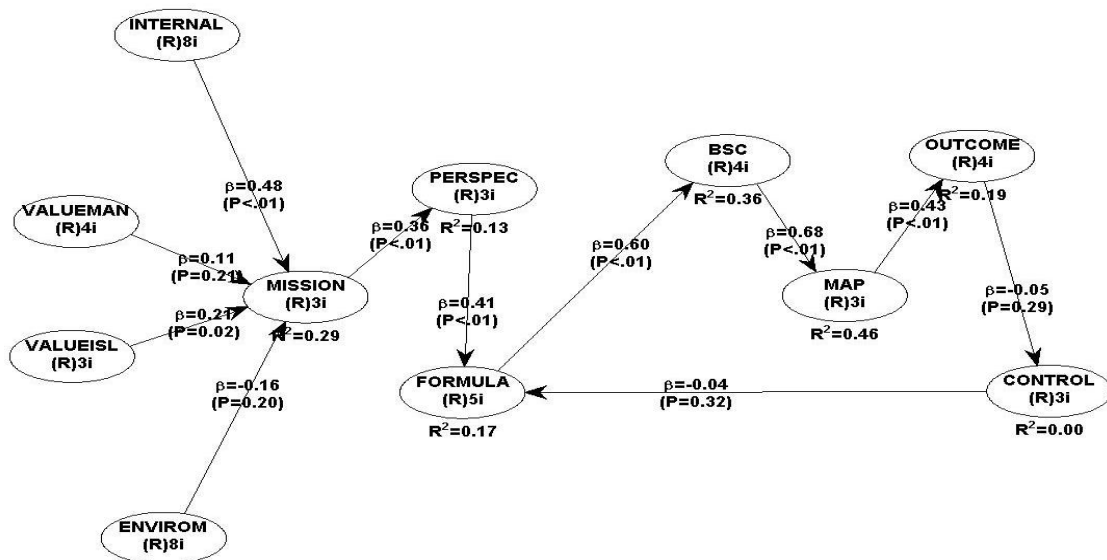 INTERNAL
(R)8i
β=0.48
(P<.01)
VALUEMAN
(R)4i
β=0.11
(P=0.21)
VALUEISL
(R)3i
β=0.21
(P=0.02)
ENVIROM
(R)8i
β=-0.16
(P=0.20)
MISSION
(R)3i
R²=0.29
β=0.36
(P<.01)
PERSPEC
(R)3i
R²=0.13
β=0.41
(P<.01)
FORMULA
(R)5i
R²=0.17
β=0.60
(P<.01)
BSC
(R)4i
R²=0.36
β=0.68
(P<.01)
MAP
(R)3i
R²=0.46
β=0.43
(P<.01)
OUTCOME
(R)4i
R²=0.19
β=-0.05
(P=0.29)
CONTROL
(R)3i
R²=0.00
β=-0.04
(P=0.32)